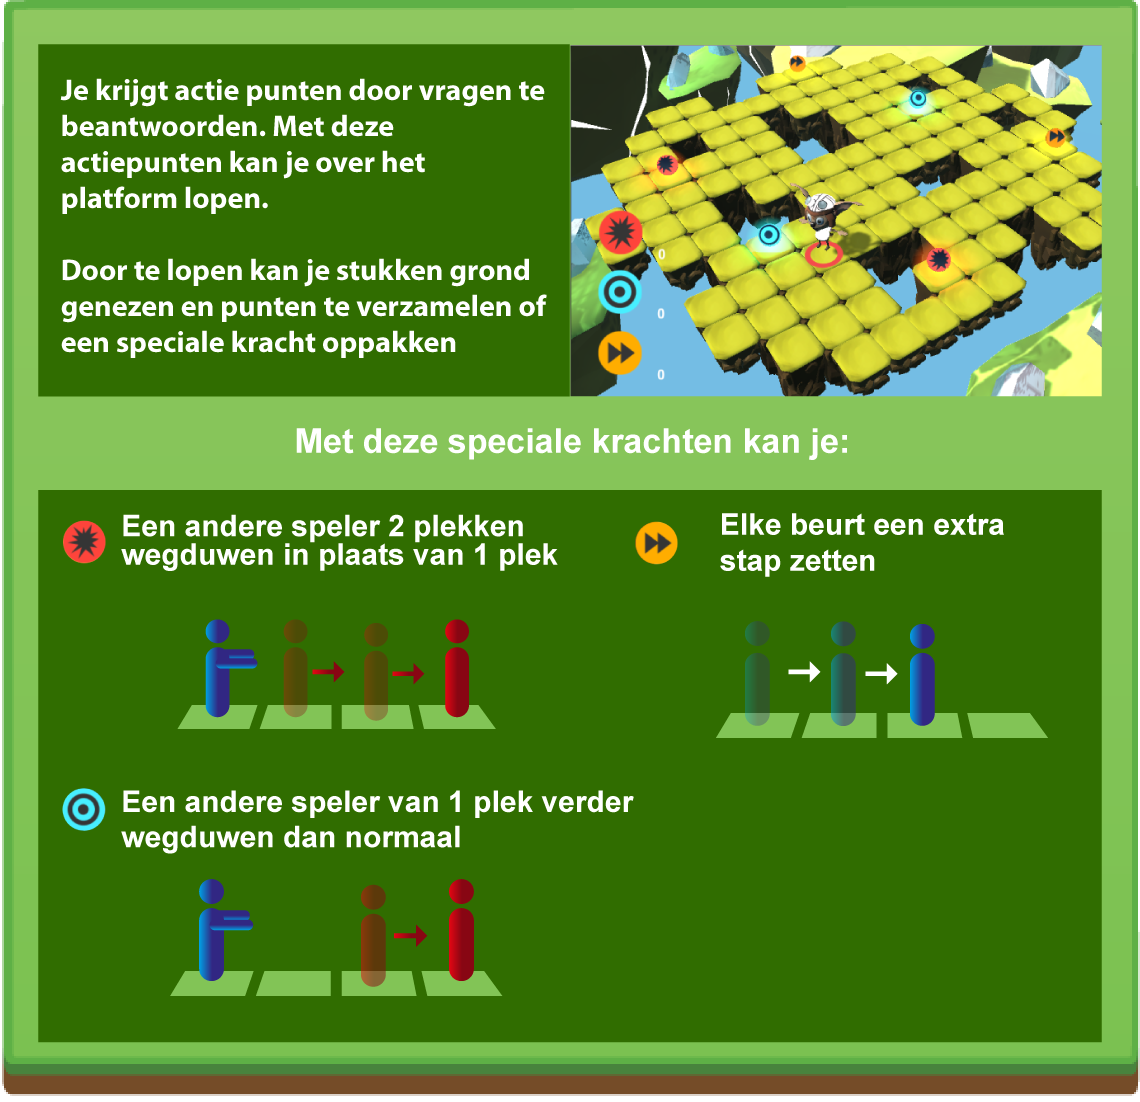 Je krijgt actie punten door vragen te
beantwoorden. Met deze
actiepunten kan je over het
platform lopen.
Door te lopen kan je stukken grond
genezen en punten te verzamelen of
een speciale kracht oppakken
0
0
0
Met deze speciale krachten kan je:
Een andere speler 2 plekken
wegduwen in plaats van 1 plek
Elke beurt een extra
stap zetten
Een andere speler van 1 plek verder
wegduwen dan normaal